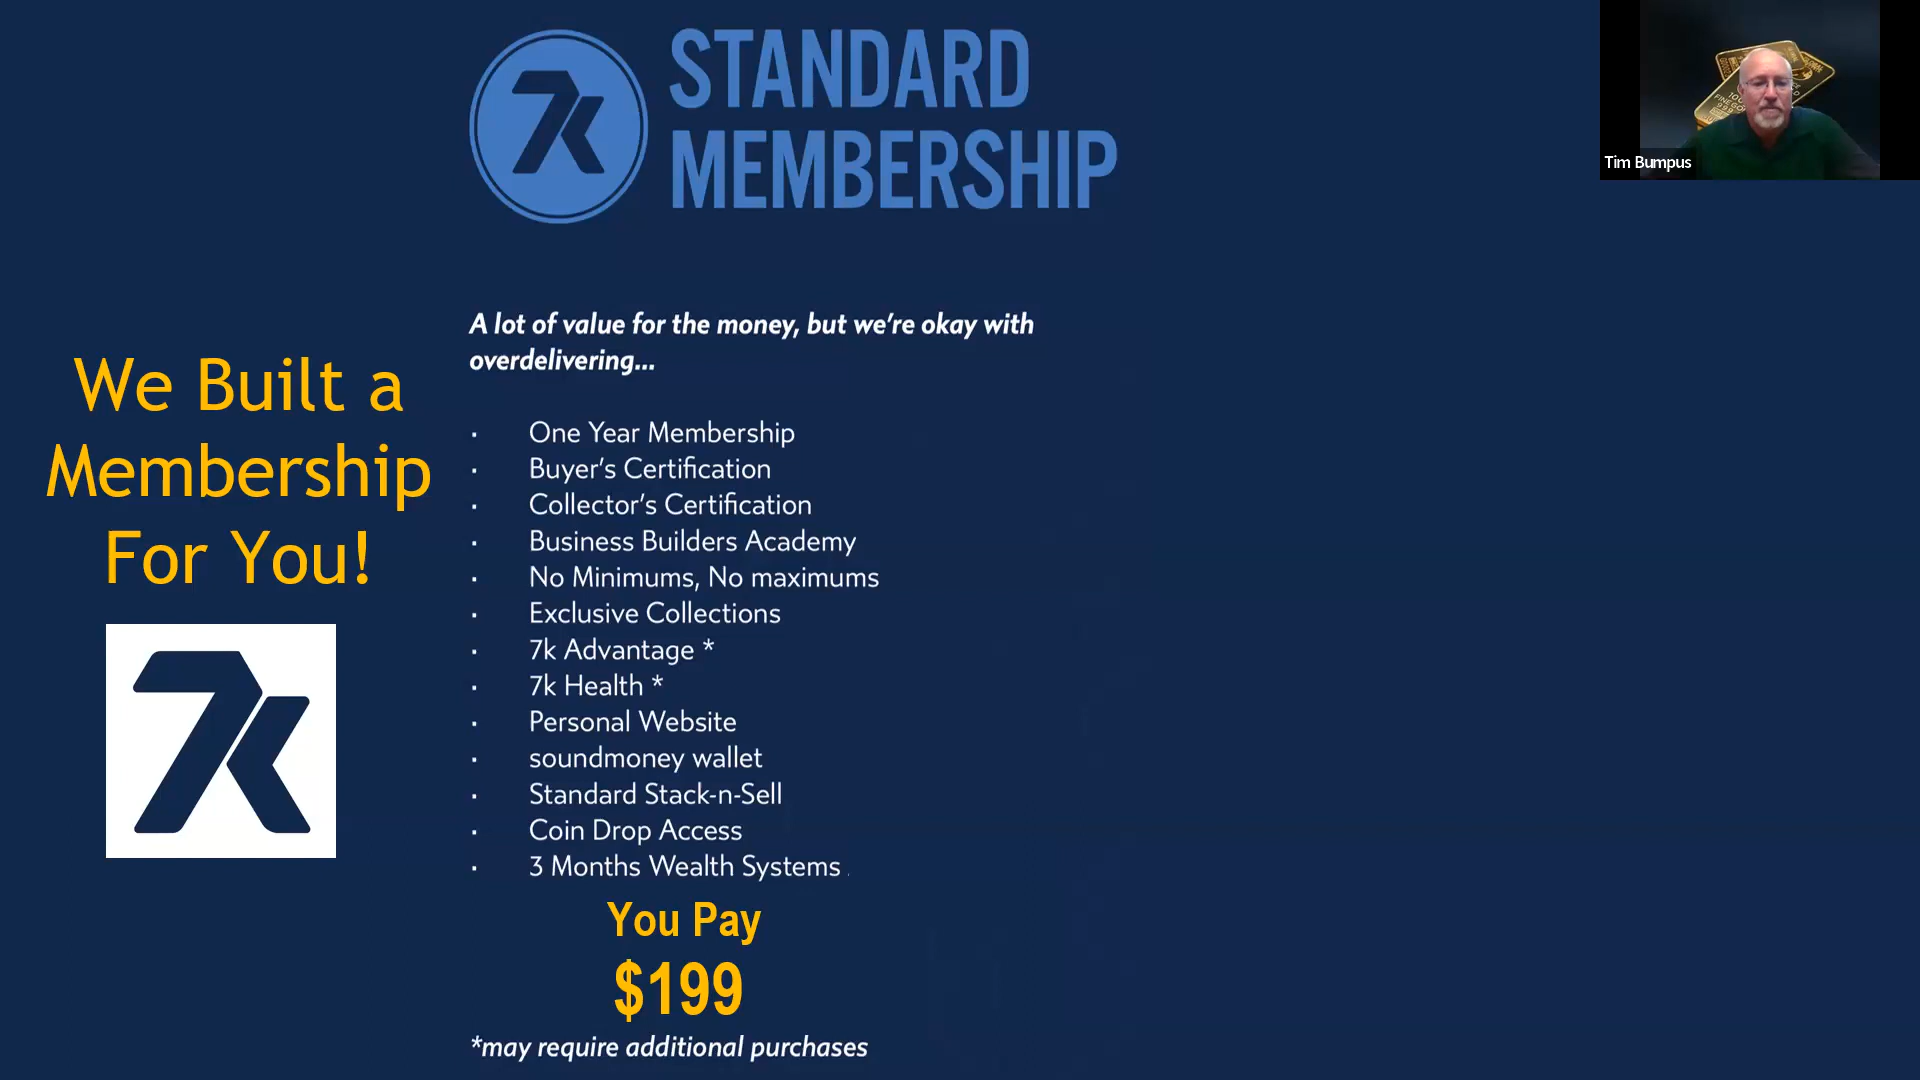 7k
STANDARD
MEMBERSHIP
Tim Bumpus
A lot of value for the money, but we're okay with
overdelivering...
We Built a
Membership
For You!
7k
· One Year Membership
· Buyer's Certification
· Collector's Certification
· Business Builders Academy
· No Minimums, No maximums
· Exclusive Collections
· 7k Advantage *
· 7k Health *
· Personal Website
· soundmoney wallet
· Standard Stack-n-Sell
· Coin Drop Access
· 3 Months Wealth Systems
You Pay
$199
*may require additional purchases